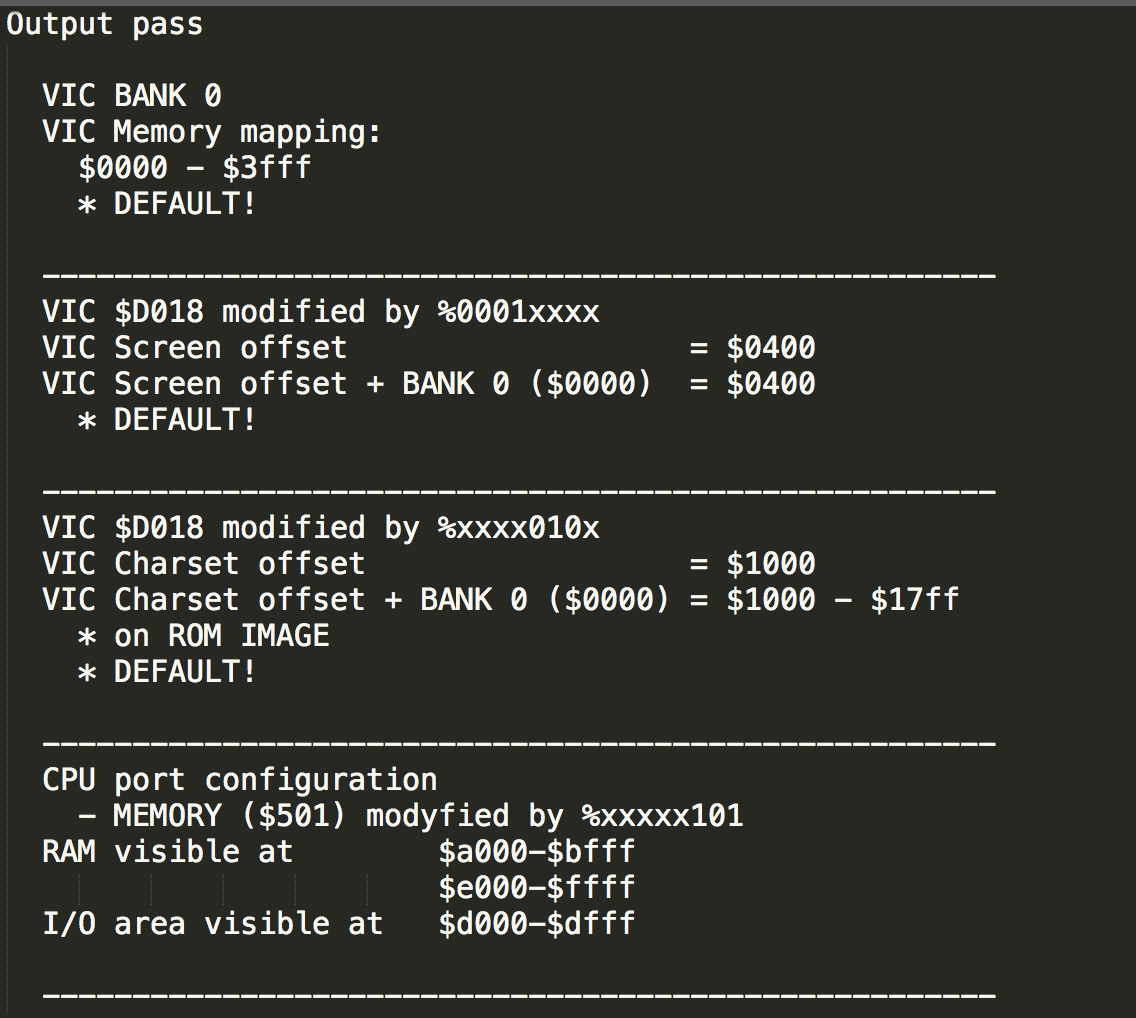 Output pass
VIC BANK 0
VIC Memory mapping:
$0000 – $3fff
* DEFAULT!
-----------------------------------------------------
VIC $D018 modified by %0001xxxx
VIC Screen offset = $0400
VIC Screen offset + BANK 0 ($0000) = $0400
* DEFAULT!
-----------------------------------------------------
VIC $D018 modified by %xxxx010x
VIC Charset offset = $1000
VIC Charset offset + BANK 0 ($0000) = $1000 – $17ff
* on ROM IMAGE
* DEFAULT!
-----------------------------------------------------
CPU port configuration
– MEMORY ($501) modyfied by %xxxxx101
RAM visible at $a000–$bfff
$e000–$ffff
I/O area visible at $d000–$dfff
-----------------------------------------------------